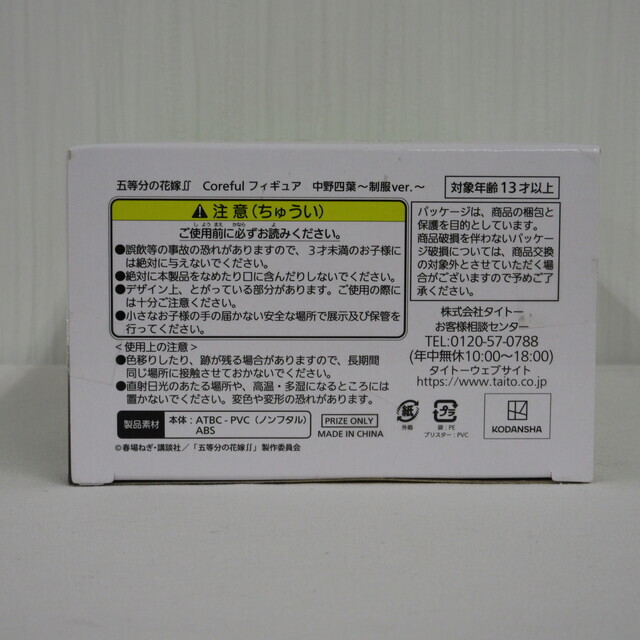 五等分の花嫁∬ Coreful フィギュア 中野四葉〜制服ver.〜
対象年齢13才以上
⚠注意(ちゅうい)
ご使用前に必ずお読みください。
●誤飲等の事故の恐れがありますので、3才未満のお子様に
は絶対に与えないでください。
●絶対に本製品をなめたり口に含んだりしないでください。
●デザイン上、とがっている部分があります。ご使用の際に
は十分ご注意ください。
●小さなお子様の手の届かない安全な場所で展示及び保管を
行ってください。
<使用上の注意>
●色移りしたり、跡が残る場合がありますので、長期間
同じ場所に接触させておかないでください。
●直射日光のあたる場所や、高温・多湿になるところには
置かないでください。変色や変形の恐れがあります。
製品素材
本体:ATBC-PVC(ノンフタル)
ABS
PRIZE ONLY
MADE IN CHINA
©春場ねぎ・講談社/「五等分の花嫁∬」製作委員会
パッケージは、商品の梱包と
保護を目的としています。
商品破損を伴わないパッケー
ジ破損については、商品交換
の対象外とさせていただく場
合がございますので予めご了
承ください。
株式会社タイトー
お客様相談センター
TEL:0120-57-0788
(年中無休10:00〜18:00)
タイトーウェブサイト
https://www.taito.co.jp
紙
外箱
プラ
袋:PE
ブリスター:PVC
KODANSHA